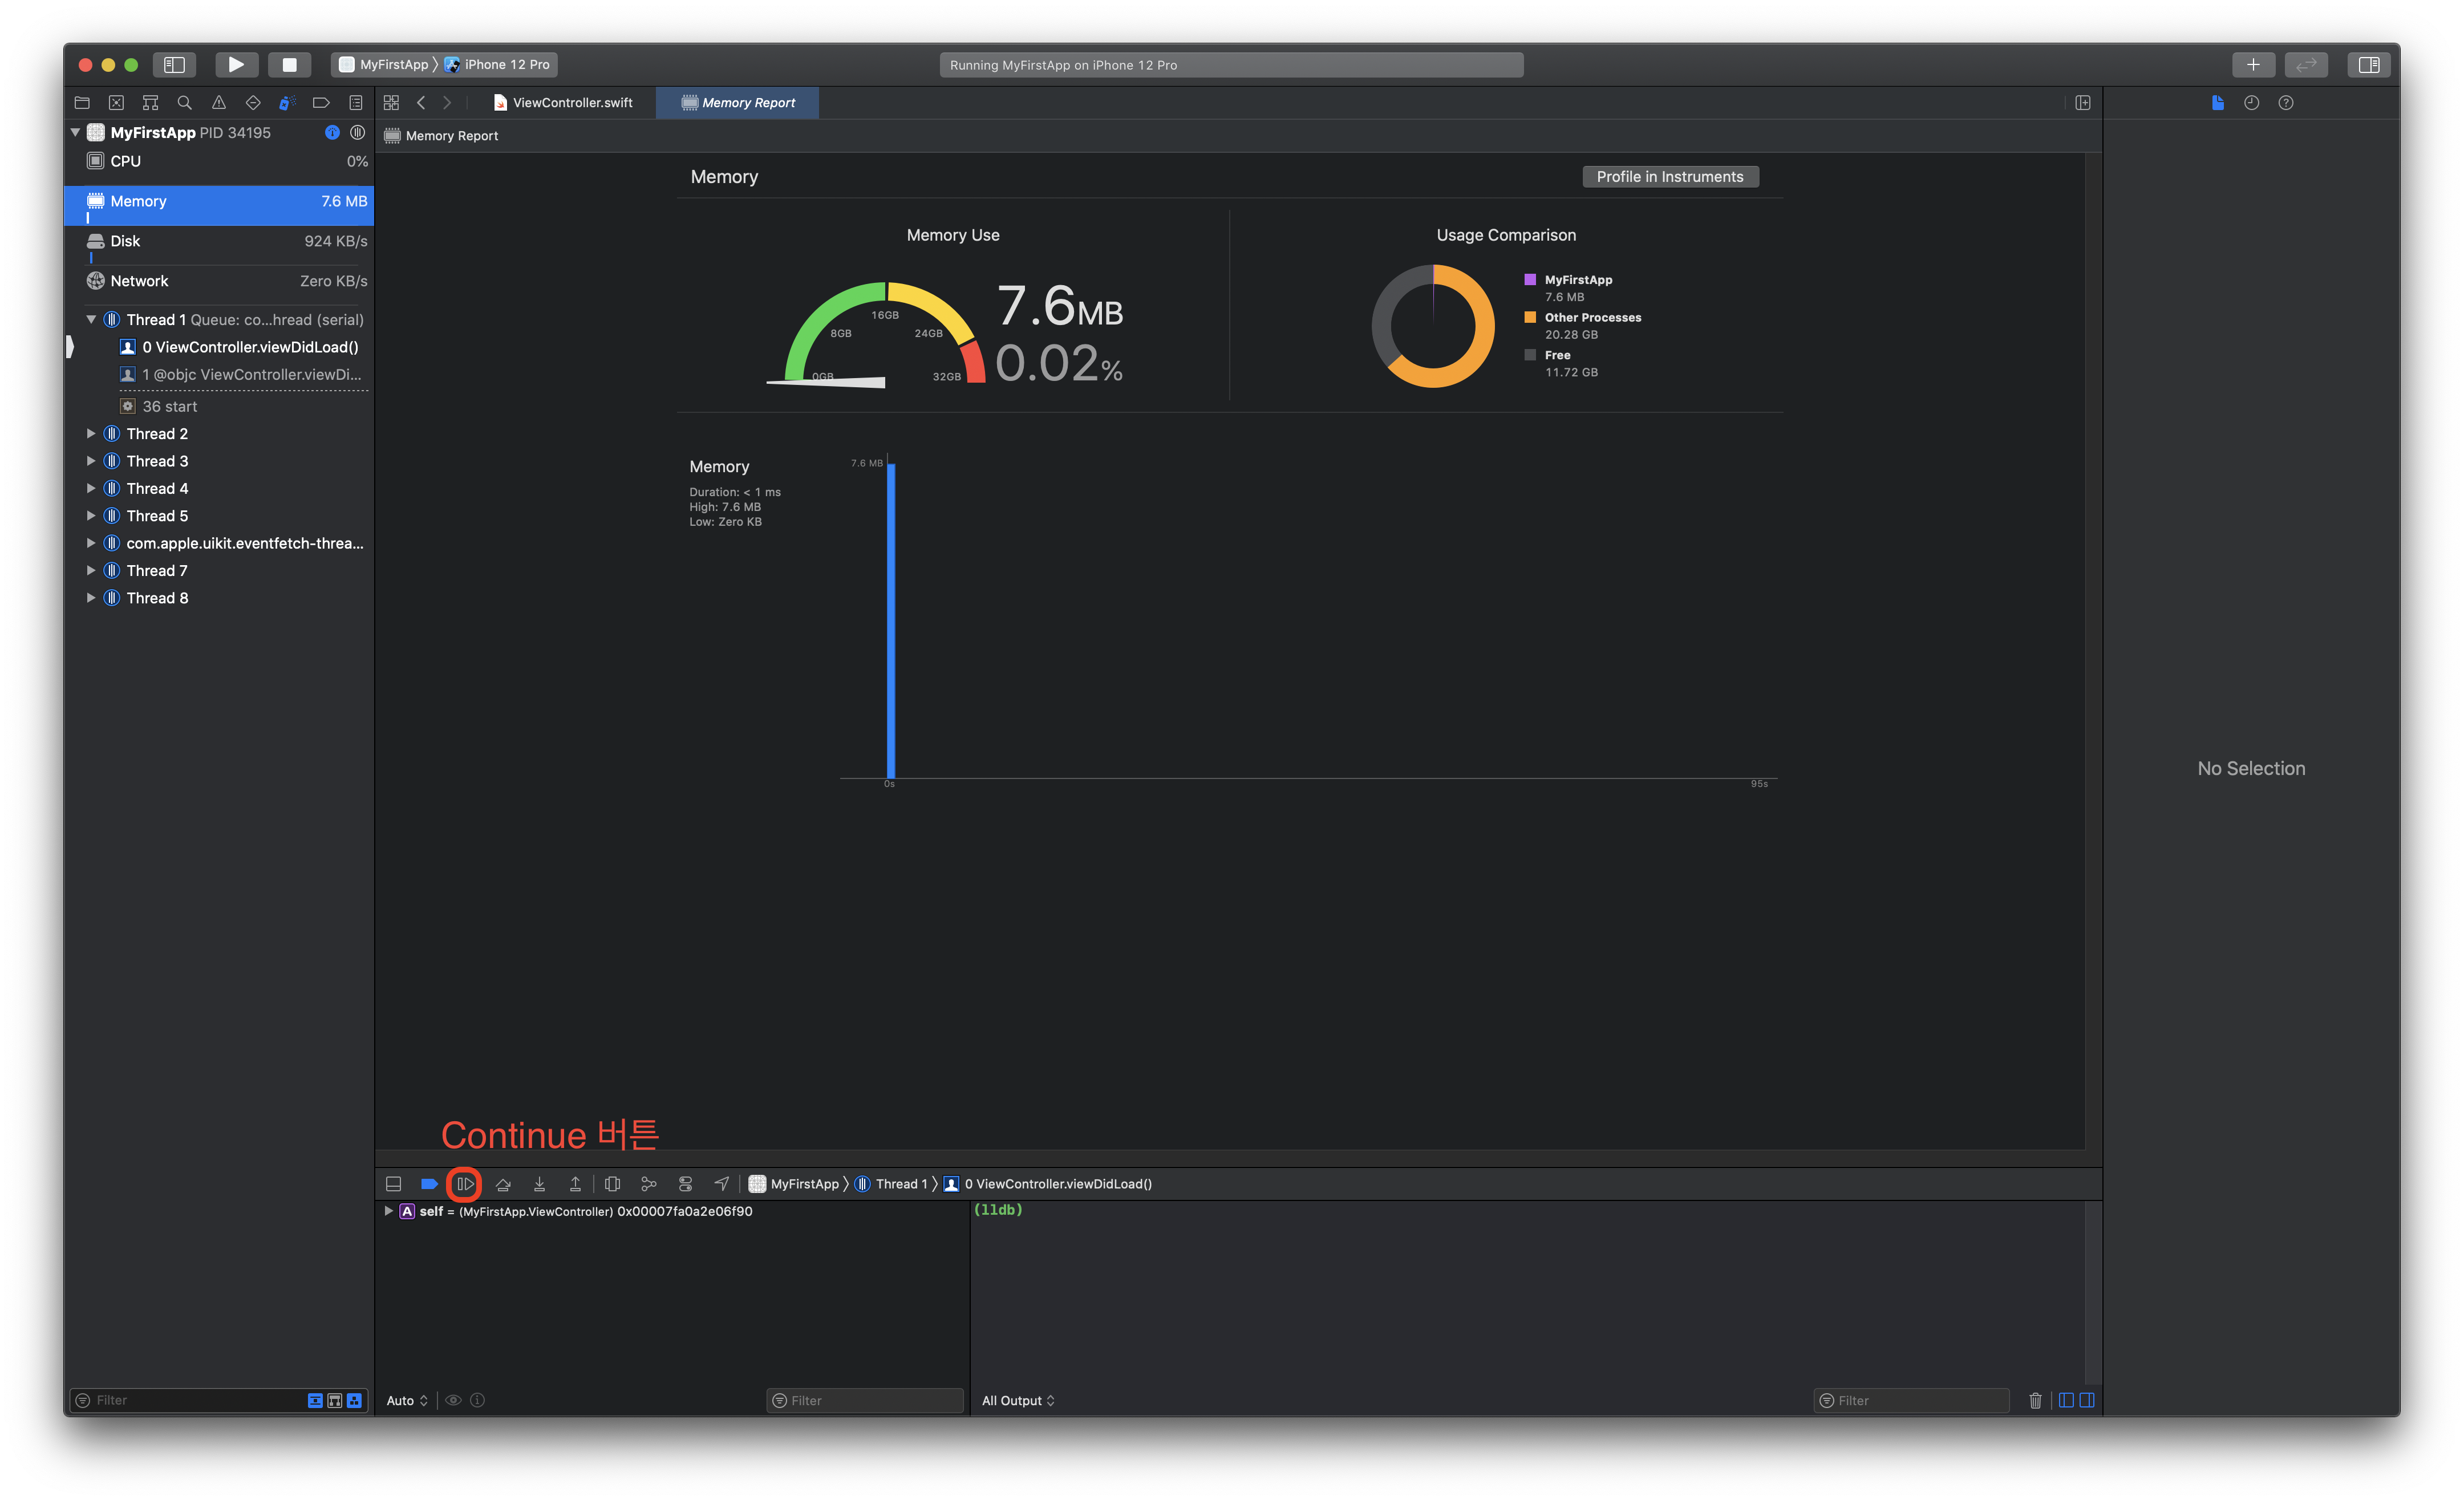 MyFirstApp 〉 iPhone 12 Pro
Running MyFirstApp on iPhone 12 Pro
ViewController.swift
Memory Report
MyFirstApp PID 34195
CPU 0%
Memory 7.6 MB
Disk 924 KB/s
Network Zero KB/s
Thread 1 Queue: co...hread (serial)
0 ViewController.viewDidLoad()
1 @objc ViewController.viewDi...
36 start
Thread 2
Thread 3
Thread 4
Thread 5
com.apple.uikit.eventfetch-threa...
Thread 7
Thread 8
Filter
Memory Report
Memory
Profile in Instruments
Memory Use
0GB
8GB
16GB
24GB
32GB
7.6MB
0.02%
Usage Comparison
MyFirstApp
7.6 MB
Other Processes
20.28 GB
Free
11.72 GB
Memory
Duration: < 1 ms
High: 7.6 MB
Low: Zero KB
7.6 MB
0s
95s
Continue 버튼
MyFirstApp 〉 Thread 1 〉 0 ViewController.viewDidLoad()
A self = (MyFirstApp.ViewController) 0x00007fa0a2e06f90
(lldb)
Auto
Filter
All Output
Filter
No Selection